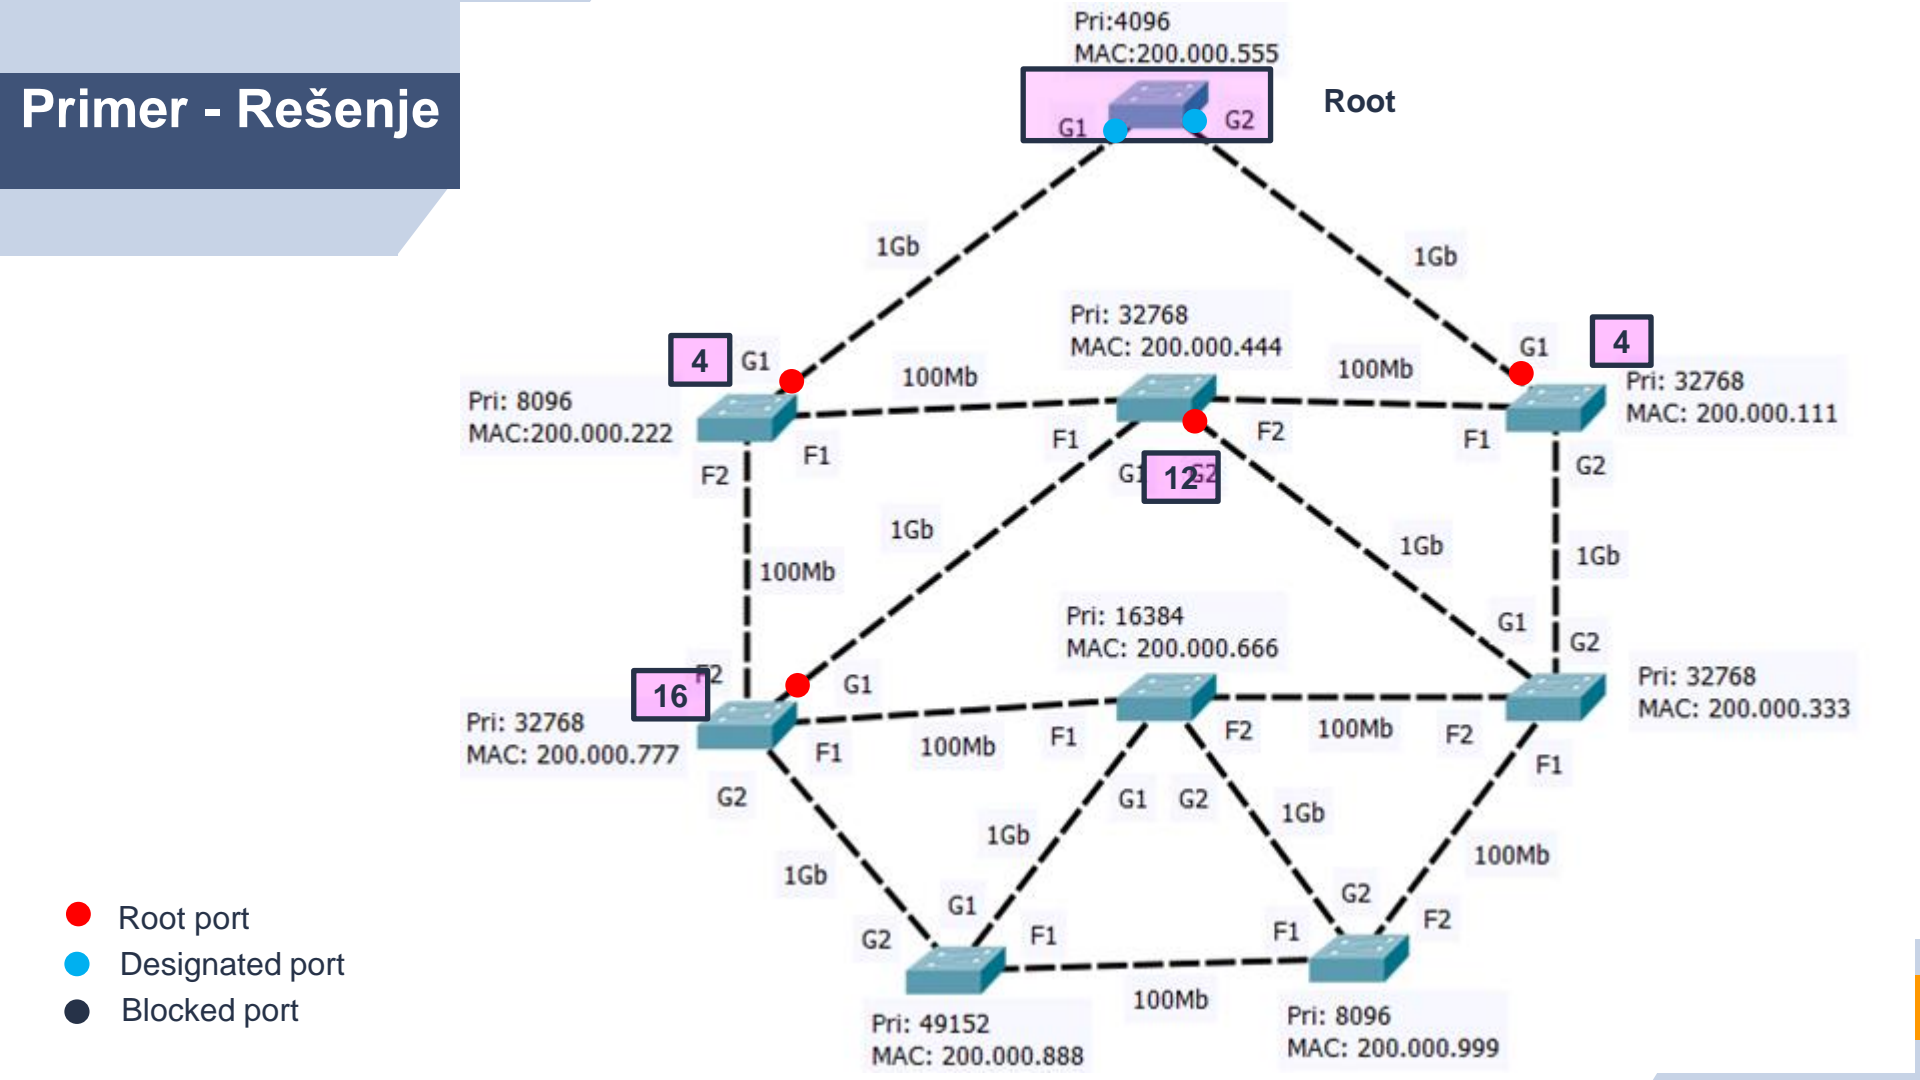 Primer - Rešenje
Pri:4096
MAC:200.000.555
Root
G1
G2
1Gb
1Gb
Pri: 32768
MAC: 200.000.444
4
G1
100Mb
100Mb
G1
4
Pri: 8096
MAC:200.000.222
Pri: 32768
MAC: 200.000.111
F1
F2
F1
F2
F1
G1
12
G2
G2
1Gb
1Gb
1Gb
100Mb
Pri: 16384
MAC: 200.000.666
G1
G2
F2
16
G1
Pri: 32768
MAC: 200.000.333
Pri: 32768
MAC: 200.000.777
F1
100Mb
F1
F2
100Mb
F2
F1
G2
G1
G2
1Gb
1Gb
100Mb
1Gb
G2
G1
F1
F1
G2
F2
100Mb
Pri: 49152
MAC: 200.000.888
Pri: 8096
MAC: 200.000.999
Root port
Designated port
Blocked port